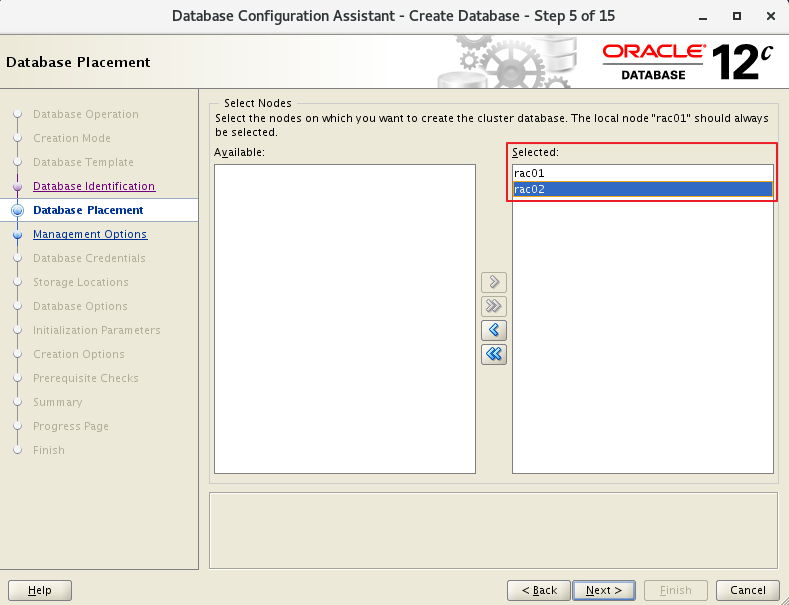 Database Configuration Assistant - Create Database - Step 5 of 15
Database Placement
ORACLE
DATABASE
12c
Database Operation
Creation Mode
Database Template
Database Identification
Database Placement
Management Options
Database Credentials
Storage Locations
Database Options
Initialization Parameters
Creation Options
Prerequisite Checks
Summary
Progress Page
Finish
Select Nodes
Select the nodes on which you want to create the cluster database. The local node "rac01" should always
be selected.
Available:
Selected:
rac01
rac02
Help
< Back
Next >
Finish
Cancel